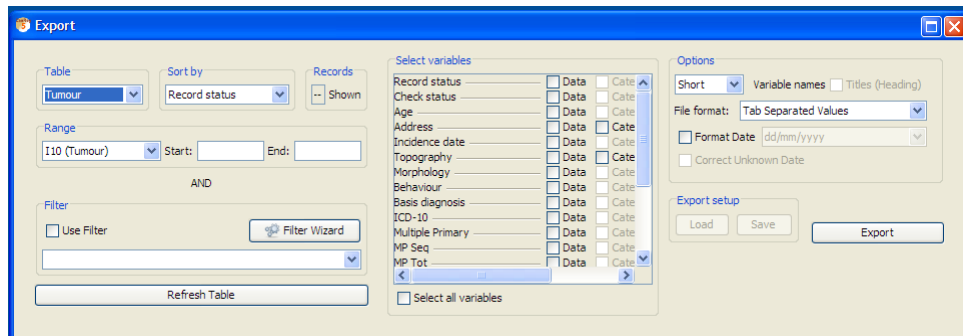 Export
Table
Tumour
Sort by
Record status
Records
-- Shown
Range
I10 (Tumour) Start: End:
AND
Filter
Use Filter Filter Wizard
Refresh Table
Select variables
Record status Data Cate
Check status Data Cate
Age Data Cate
Address Data Cate
Incidence date Data Cate
Topography Data Cate
Morphology Data Cate
Behaviour Data Cate
Basis diagnosis Data Cate
ICD-10 Data Cate
Multiple Primary Data Cate
MP Seq Data Cate
MP Tot Data Cate
Select all variables
Options
Short Variable names Titles (Heading)
File format: Tab Separated Values
Format Date dd/mm/yyyy
Correct Unknown Date
Export setup
Load Save
Export